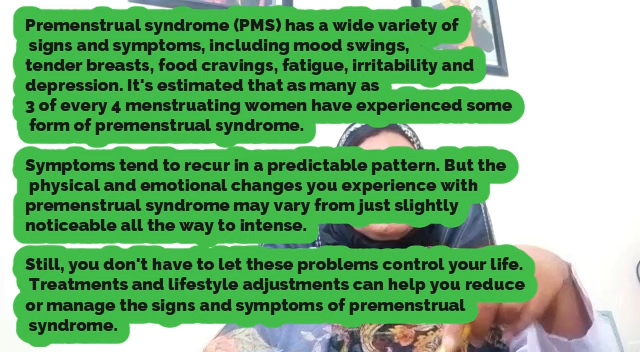 Premenstrual syndrome (PMS) has a wide variety of
signs and symptoms, including mood swings,
tender breasts, food cravings, fatigue, irritability and
depression. It's estimated that as many as
3 of every 4 menstruating women have experienced some
form of premenstrual syndrome.
Symptoms tend to recur in a predictable pattern. But the
physical and emotional changes you experience with
premenstrual syndrome may vary from just slightly
noticeable all the way to intense.
Still, you don't have to let these problems control your life.
Treatments and lifestyle adjustments can help you reduce
or manage the signs and symptoms of premenstrual
syndrome.